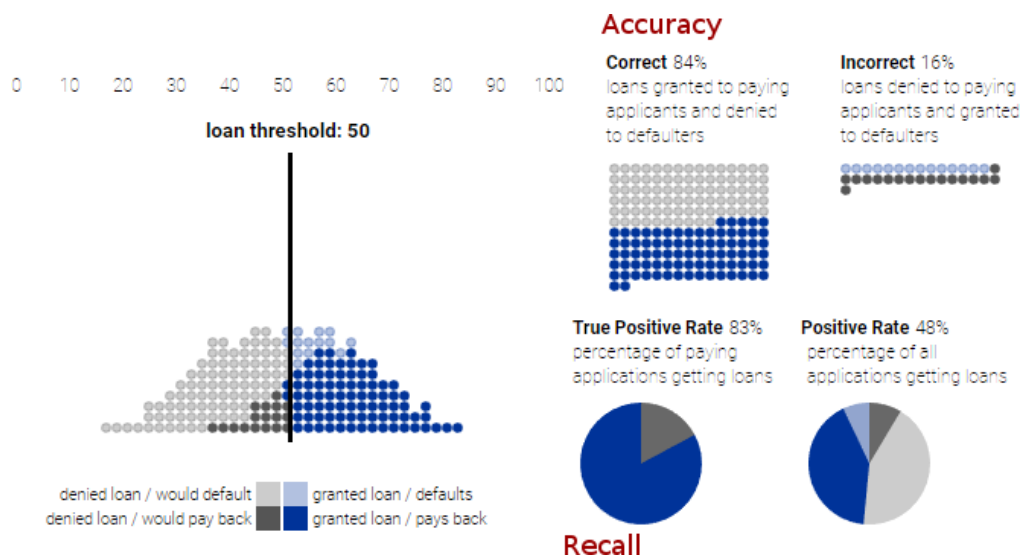 Accuracy
0 10 20 30 40 50 60 70 80 90 100
loan threshold: 50
Correct 84%
loans granted to paying
applicants and denied
to defaulters
Incorrect 16%
loans denied to paying
applicants and granted
to defaulters
True Positive Rate 83%
percentage of paying
applications getting loans
Positive Rate 48%
percentage of all
applications getting loans
denied loan / would default
granted loan / defaults
denied loan / would pay back
granted loan / pays back
Recall